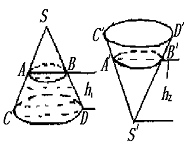 S
C' D'
A B A' B'
h₁ h₂
C D
S'